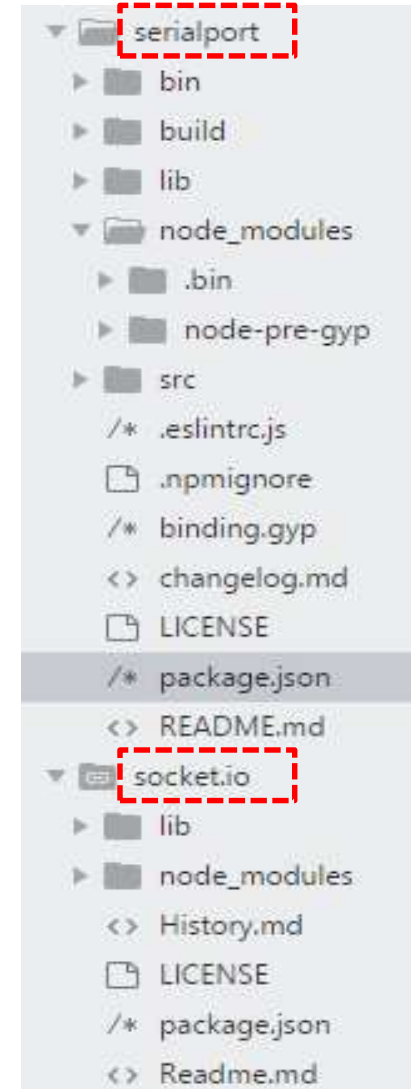 serialport
bin
build
lib
node_modules
.bin
node-pre-gyp
src
/* .eslintrc.js
.npmignore
/* binding.gyp
<> changelog.md
LICENSE
/* package.json
<> README.md
socket.io
lib
node_modules
<> History.md
LICENSE
/* package.json
<> Readme.md